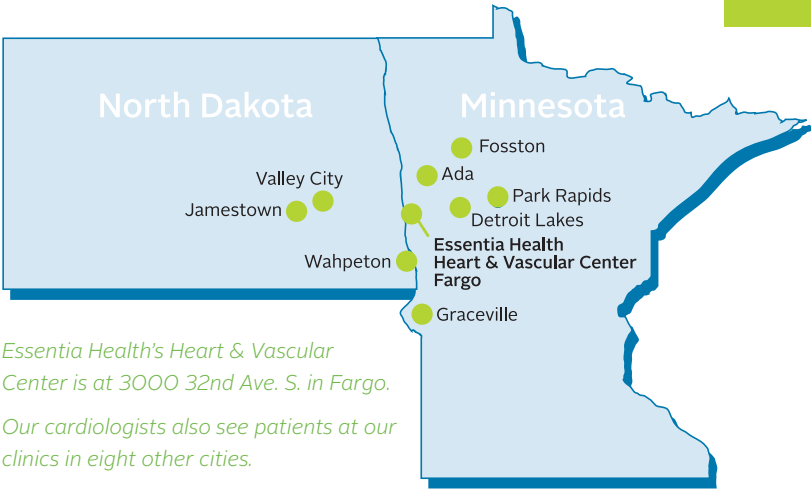 North Dakota
Minnesota
Fosston
Ada
Valley City
Park Rapids
Jamestown
Detroit Lakes
Essentia Health
Heart & Vascular Center
Fargo
Wahpeton
Graceville
Essentia Health's Heart & Vascular
Center is at 3000 32nd Ave. S. in Fargo.
Our cardiologists also see patients at our
clinics in eight other cities.